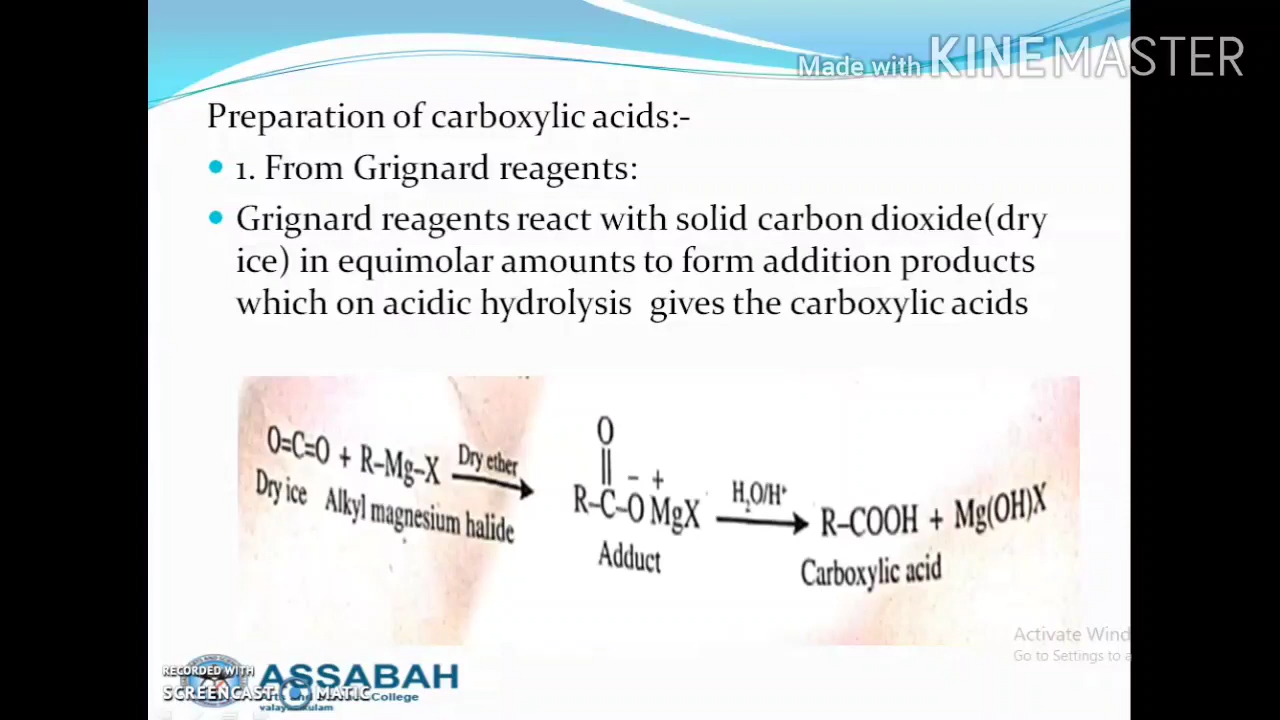 Made with KINEMASTER
Preparation of carboxylic acids:-
• 1. From Grignard reagents:
• Grignard reagents react with solid carbon dioxide(dry
ice) in equimolar amounts to form addition products
which on acidic hydrolysis gives the carboxylic acids
O
||
O=C=O + R–Mg–X Dry ether R–C–O⁻ ⁺MgX H₂O/H⁺ R–COOH + Mg(OH)X
Dry ice Alkyl magnesium halide Adduct Carboxylic acid
Activate Wind
Go to Settings to a
RECORDED WITH
SCREENCAST MATIC
ASSABAH
Arts College
valayamkulam